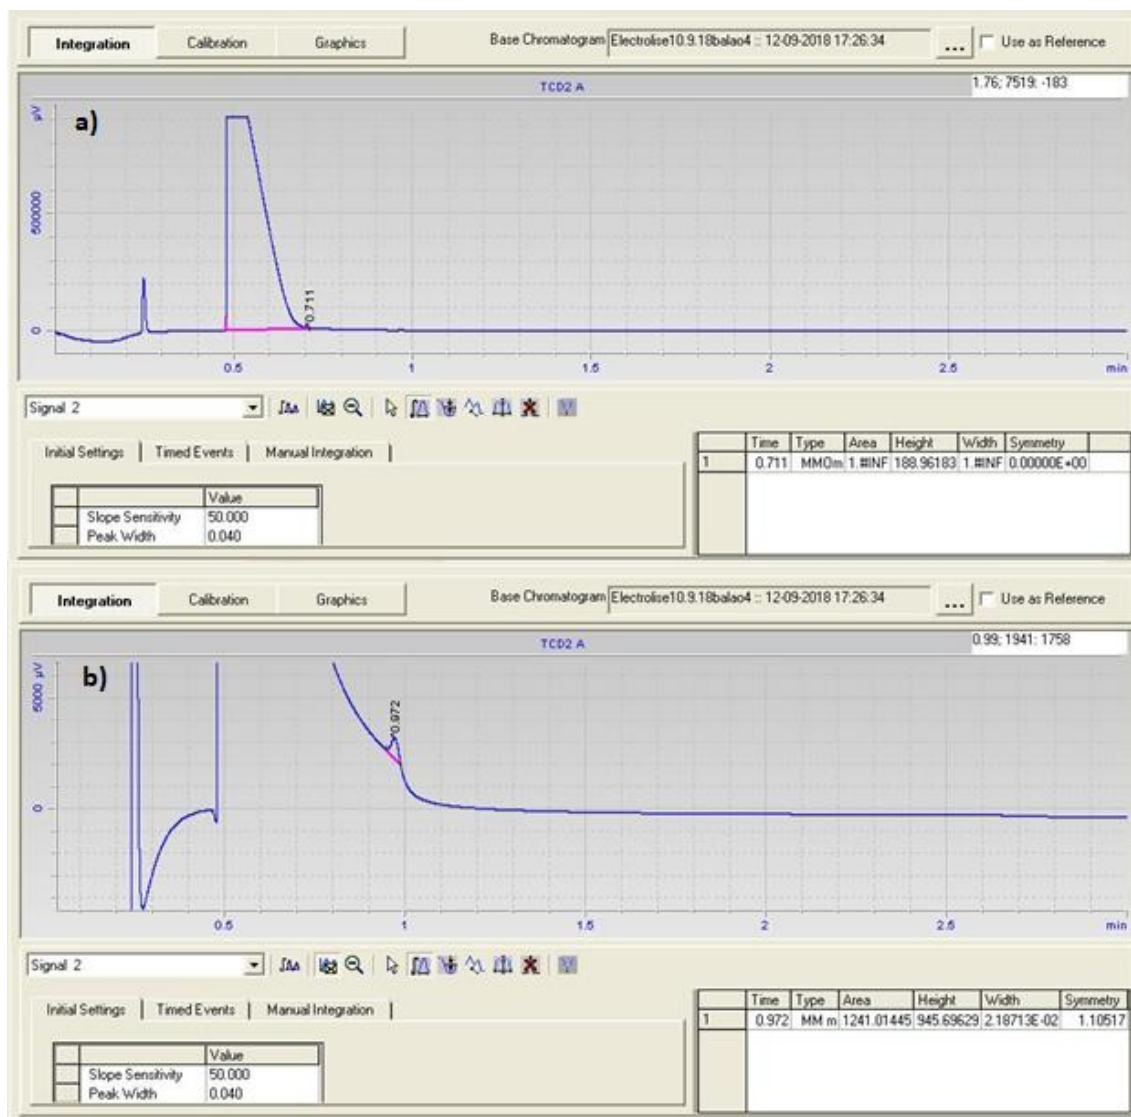 Integration Calibration Graphics Base Chromatogram Electrolise10.9.18balao4 :: 12-09-2018 17:26:34 ... Use as Reference
TCD2 A 1.76; 7519: -183
a)
µV
500000
0
0.711
0.5 1 1.5 2 2.5 min
Signal 2
Initial Settings Timed Events Manual Integration
Value
Slope Sensitivity 50.000
Peak Width 0.040
Time Type Area Height Width Symmetry
1 0.711 MM m 1.#INF 188.96183 1.#INF 0.00000E+00
Integration Calibration Graphics Base Chromatogram Electrolise10.9.18balao4 :: 12-09-2018 17:26:34 ... Use as Reference
TCD2 A 0.99; 1941: 1758
b)
5000 µV
0
0.972
0.5 1 1.5 2 2.5 min
Signal 2
Initial Settings Timed Events Manual Integration
Value
Slope Sensitivity 50.000
Peak Width 0.040
Time Type Area Height Width Symmetry
1 0.972 MM m 1241.01445 945.69629 2.18713E-02 1.10517